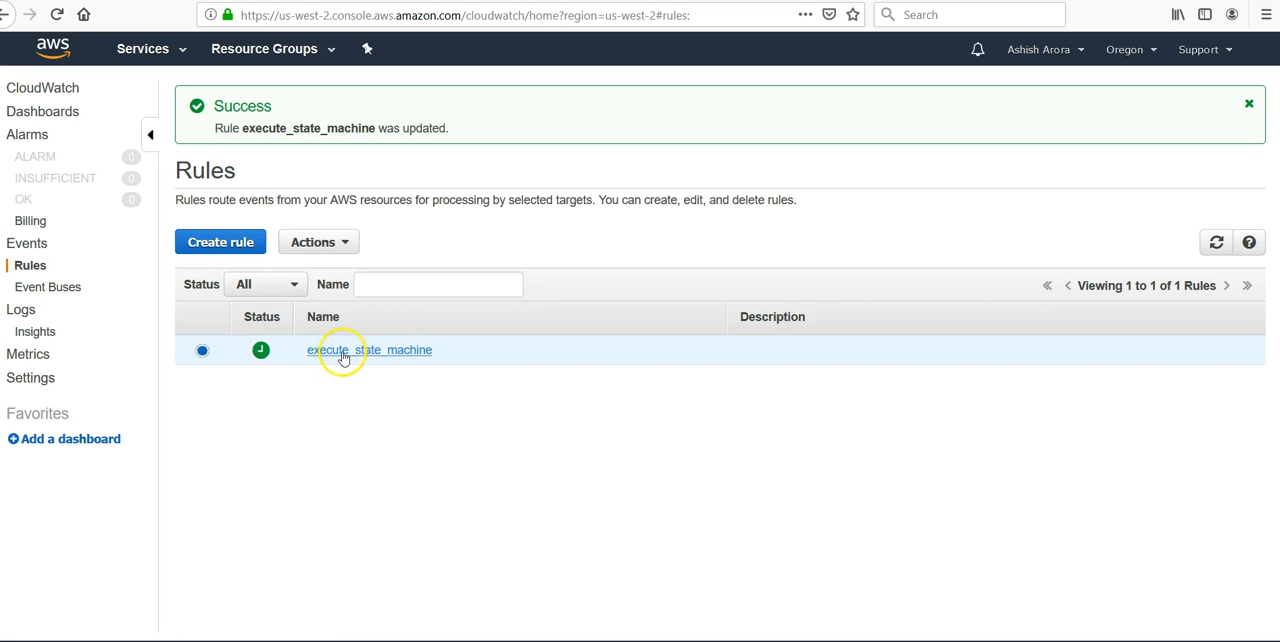 https://us-west-2.console.aws.amazon.com/cloudwatch/home?region=us-west-2#rules:
Search
aws
Services
Resource Groups
Ashish Arora
Oregon
Support
CloudWatch
Dashboards
Alarms
ALARM 0
INSUFFICIENT 0
OK 0
Billing
Events
Rules
Event Buses
Logs
Insights
Metrics
Settings
Favorites
Add a dashboard
Success
Rule execute_state_machine was updated.
Rules
Rules route events from your AWS resources for processing by selected targets. You can create, edit, and delete rules.
Create rule
Actions
Status All Name
« < Viewing 1 to 1 of 1 Rules > »
Status Name Description
execute_state_machine